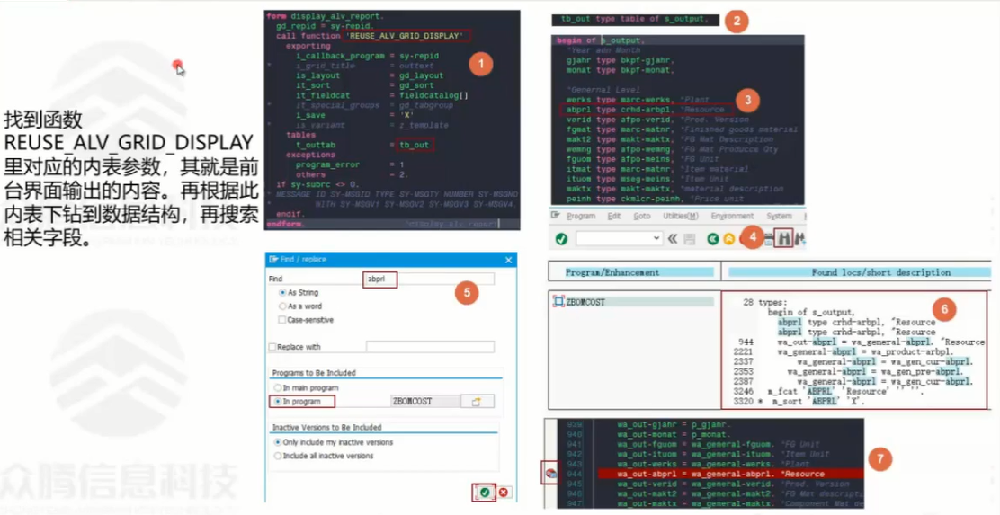 找到函数
REUSE_ALV_GRID_DISPLAY
里对应的内表参数，其就是前
台界面输出的内容。再根据此
内表下钻到数据结构，再搜索
相关字段。
form display_alv_report.
gd_repid = sy-repid.
call function 'REUSE_ALV_GRID_DISPLAY'
exporting
i_callback_program = sy-repid
* i_grid_title = outtext
is_layout = gd_layout
it_sort = gd_sort
it_fieldcat = fieldcatalog[]
* it_special_groups = gd_tabgroup
i_save = 'X'
* is_variant = z_template
tables
t_outtab = tb_out
exceptions
program_error = 1
others = 2.
if sy-subrc <> 0.
* MESSAGE ID SY-MSGID TYPE SY-MSGTY NUMBER SY-MSGNO
* WITH SY-MSGV1 SY-MSGV2 SY-MSGV3 SY-MSGV4.
endif.
endform. "display_alv_report
1
tb_out type table of s_output,
2
begin of s_output,
"Year adn Month
gjahr type bkpf-gjahr,
monat type bkpf-monat,
"Genernal Level
werks type marc-werks, "Plant
abprl type crhd-arbpl, "Resource
verid type afpo-verid, "Prod. Version
fgmat type marc-matnr, "Finished goods material
makt2 type makt-maktx, "FG Mat Description
wemng type afpo-wemng, "FG Mat Producce Qty
fguom type afpo-meins, "FG Unit
itmat type marc-matnr, "Item material
ituom type mseg-meins, "Item Unit
maktx type makt-maktx, "material description
peinh type ckmlcr-peinh, "Price unit
3
Program Edit Goto Utilities(M) Environment System
4
Find / replace
Find abprl
As String
As a word
Case-sensitive
Replace with
Programs to Be Included
In main program
In program ZBOMCOST
Inactive Versions to Be Included
Only include my inactive versions
Include all inactive versions
5
Program/Enhancement Found locs/short description
ZBOMCOST 28 types:
begin of s_output,
abprl type crhd-arbpl, "Resource
abprl type crhd-arbpl, "Resource
944 wa_out-abprl = wa_general-abprl. "Resource
2221 wa_general-abprl = wa_product-arbpl.
2337 wa_general-abprl = wa_gen_cur-abprl.
2353 wa_general-abprl = wa_gen_pre-abprl.
2387 wa_general-abprl = wa_gen_cur-abprl.
3246 m_fcat 'ABPRL' 'Resource' '' ''.
3320 * m_sort 'ABPRL' 'X'.
6
939 wa_out-gjahr = p_gjahr.
940 wa_out-monat = p_monat.
941 wa_out-fguom = wa_general-fguom. "FG Unit
942 wa_out-ituom = wa_general-ituom. "Item Unit
943 wa_out-werks = wa_general-werks. "Plant
944 wa_out-abprl = wa_general-abprl. "Resource
945 wa_out-verid = wa_general-verid. "Prod. Version
946 wa_out-makt2 = wa_general-makt2. "FG Mat descripti
947 wa_out-maktx = wa_general-maktx. "Component Mat de
7
众腾信息科技